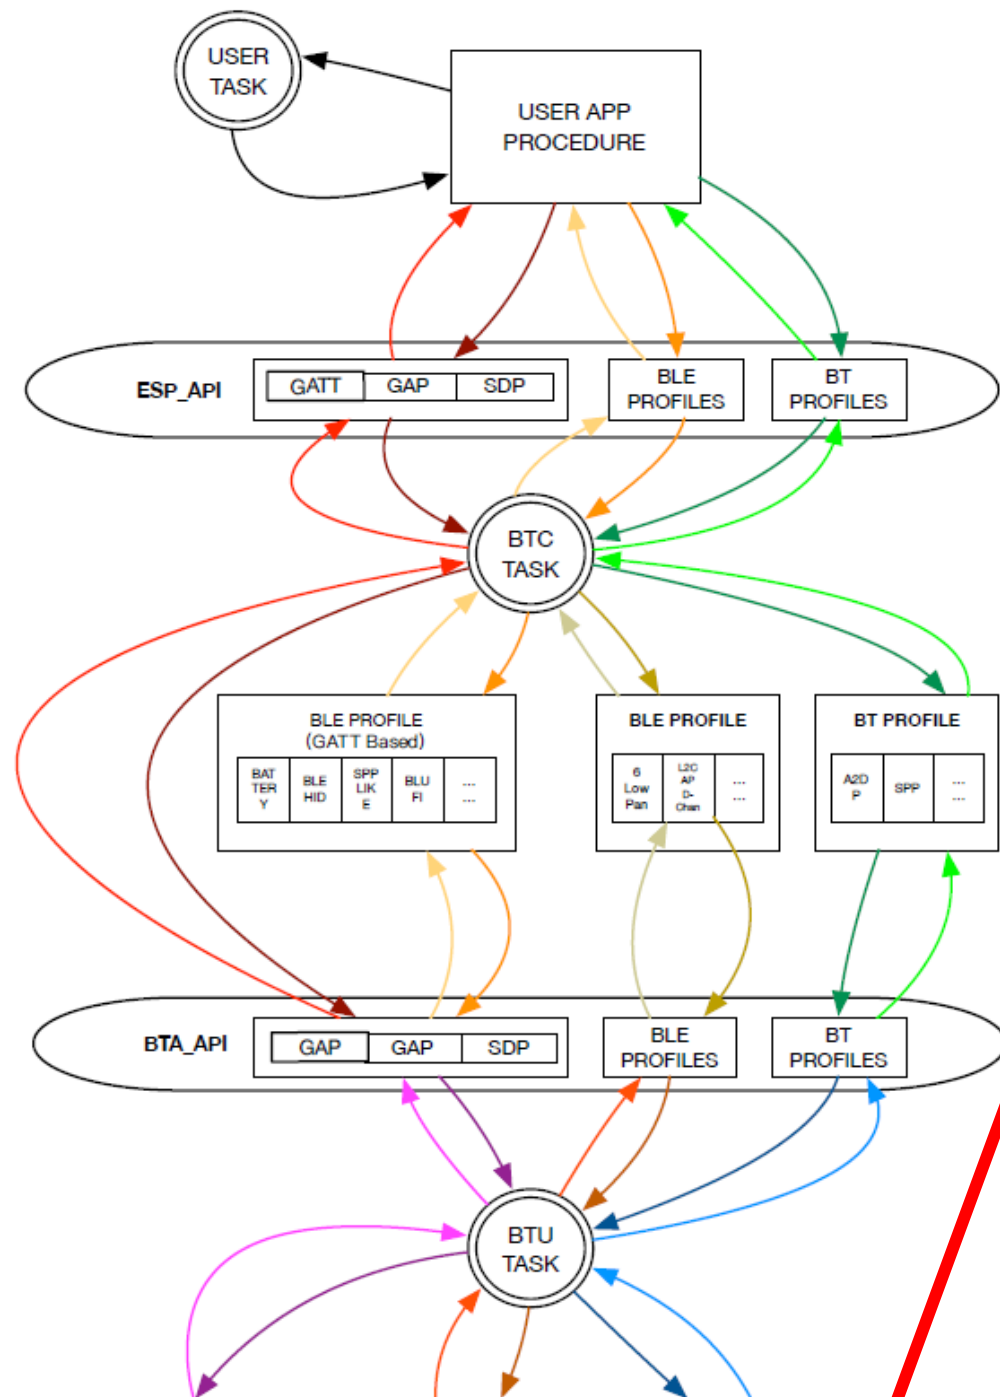 USER
TASK
USER APP
PROCEDURE
ESP_API
GATT
GAP
SDP
BLE
PROFILES
BT
PROFILES
BTC
TASK
BLE PROFILE
(GATT Based)
BAT
TER
Y
BLE
HID
SPP
LIK
E
BLU
FI
...
...
BLE PROFILE
6
Low
Pan
L2C
AP
D-
Chan
...
...
BT PROFILE
A2D
P
SPP
...
...
BTA_API
GAP
GAP
SDP
BLE
PROFILES
BT
PROFILES
BTU
TASK